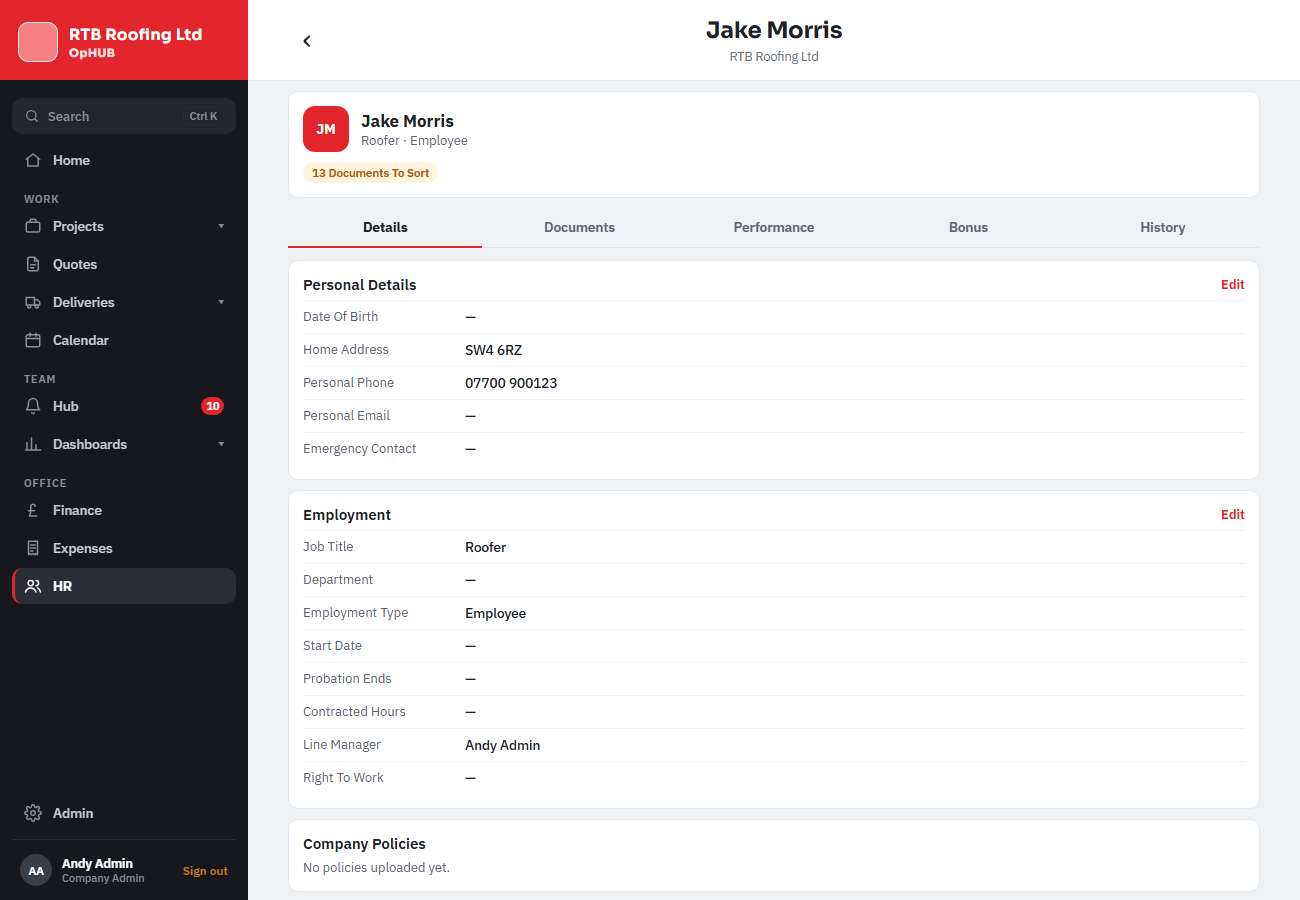 RTB Roofing Ltd
OpHUB
Search Ctrl K
Home
WORK
Projects
Quotes
Deliveries
Calendar
TEAM
Hub 10
Dashboards
OFFICE
Finance
Expenses
HR
Admin
AA
Andy Admin
Company Admin
Sign out
Jake Morris
RTB Roofing Ltd
JM
Jake Morris
Roofer · Employee
13 Documents To Sort
Details Documents Performance Bonus History
Personal Details Edit
Date Of Birth —
Home Address SW4 6RZ
Personal Phone 07700 900123
Personal Email —
Emergency Contact —
Employment Edit
Job Title Roofer
Department —
Employment Type Employee
Start Date —
Probation Ends —
Contracted Hours —
Line Manager Andy Admin
Right To Work —
Company Policies
No policies uploaded yet.